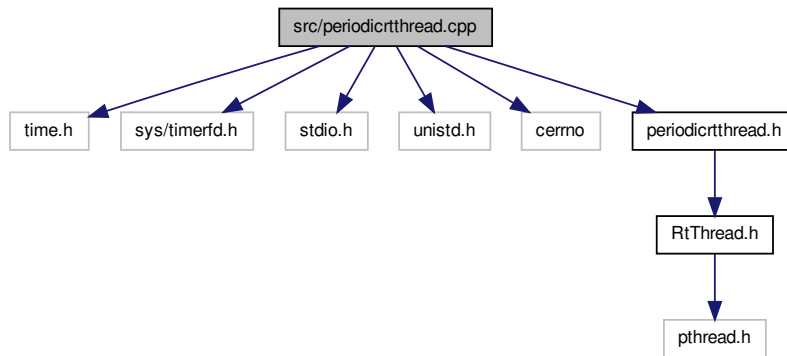 src/periodicrtthread.cpp
time.h
sys/timerfd.h
stdio.h
unistd.h
cerrno
periodicrtthread.h
RtThread.h
pthread.h